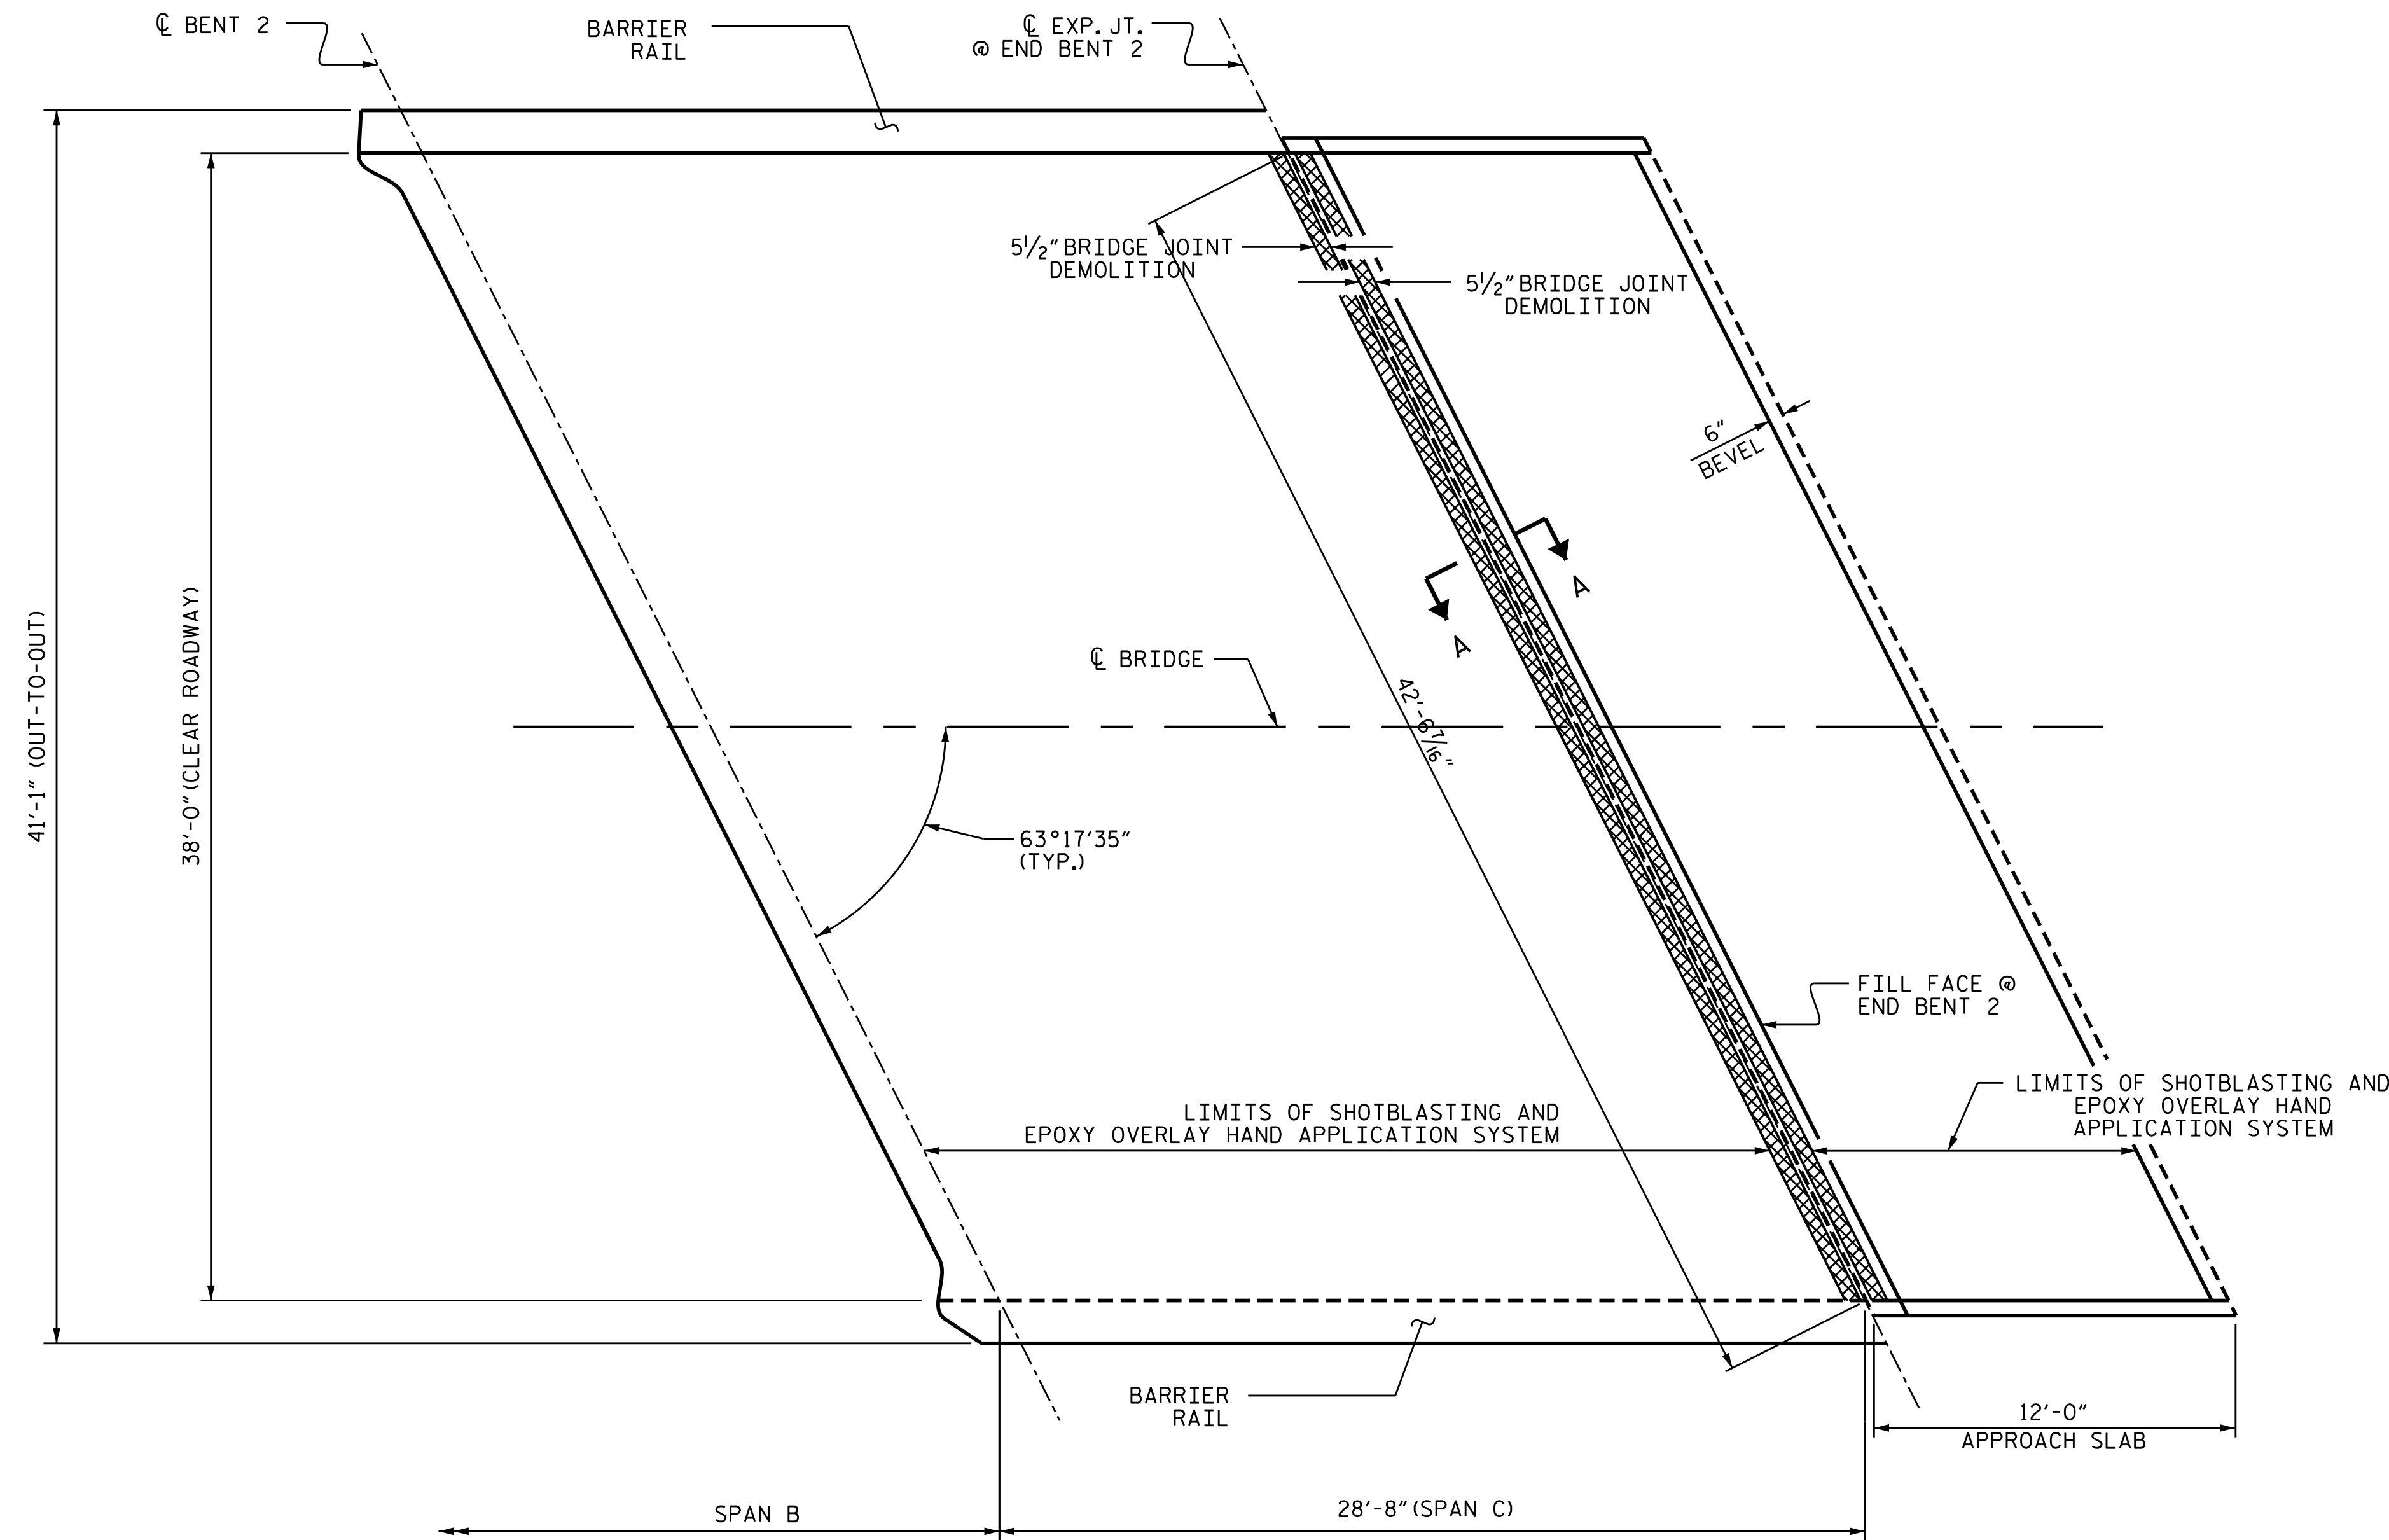 ℄ BENT 2
BARRIER
RAIL
℄ EXP. JT.
@ END BENT 2
5½" BRIDGE JOINT
DEMOLITION
5½" BRIDGE JOINT
DEMOLITION
6"
BEVEL
A
A
41'-1" (OUT-TO-OUT)
38'-0" (CLEAR ROADWAY)
℄ BRIDGE
42'-6 7/16"
63°17'35"
(TYP.)
FILL FACE @
END BENT 2
LIMITS OF SHOTBLASTING AND
EPOXY OVERLAY HAND APPLICATION SYSTEM
LIMITS OF SHOTBLASTING AND
EPOXY OVERLAY HAND
APPLICATION SYSTEM
BARRIER
RAIL
12'-0"
APPROACH SLAB
SPAN B
28'-8" (SPAN C)